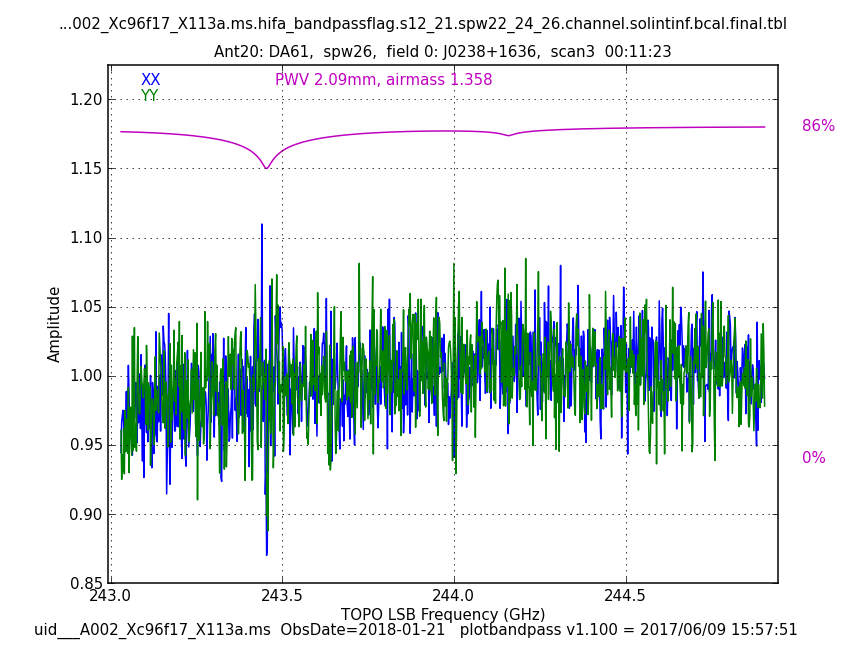 ...002_Xc96f17_X113a.ms.hifa_bandpassflag.s12_21.spw22_24_26.channel.solintinf.bcal.final.tbl
Ant20: DA61,  spw26,  field 0: J0238+1636,  scan3  00:11:23
XX
PWV 2.09mm, airmass 1.358
YY
1.20
86%
1.15
1.10
1.05
Amplitude
1.00
0.95
0%
0.90
0.85
243.0
243.5
244.0
244.5
TOPO LSB Frequency (GHz)
uid___A002_Xc96f17_X113a.ms  ObsDate=2018-01-21   plotbandpass v1.100 = 2017/06/09 15:57:51